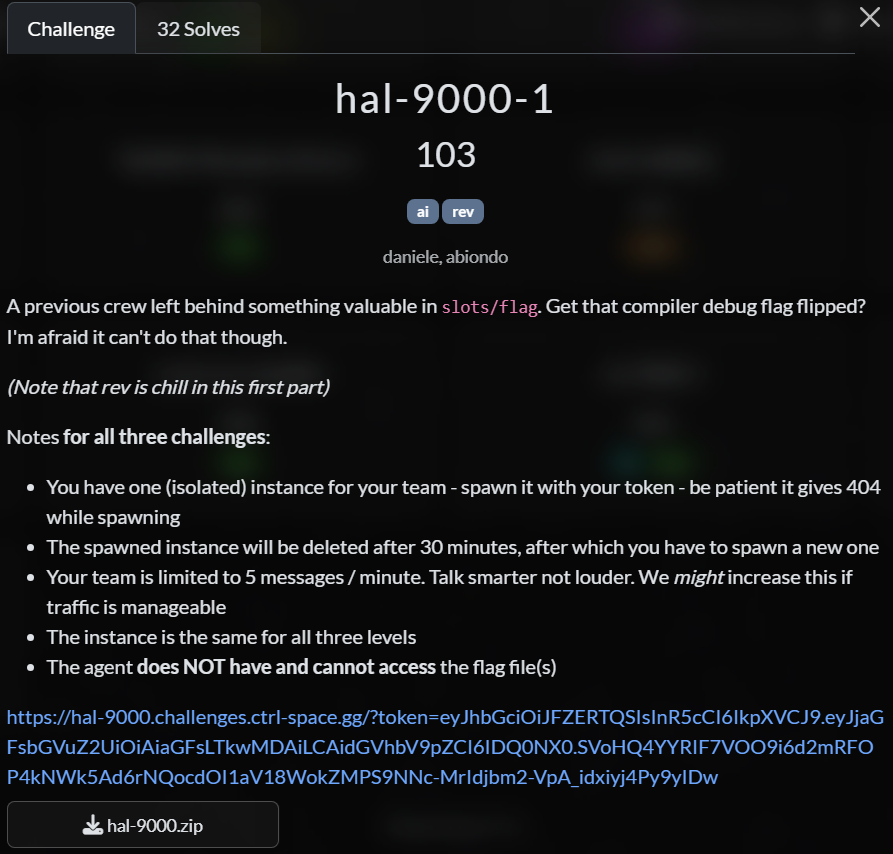 Challenge
32 Solves
hal-9000-1
103
ai
rev
daniele, abiondo
A previous crew left behind something valuable in slots/flag. Get that compiler debug flag flipped?
I'm afraid it can't do that though.
(Note that rev is chill in this first part)
Notes for all three challenges:
• You have one (isolated) instance for your team - spawn it with your token - be patient it gives 404
while spawning
• The spawned instance will be deleted after 30 minutes, after which you have to spawn a new one
• Your team is limited to 5 messages / minute. Talk smarter not louder. We might increase this if
traffic is manageable
• The instance is the same for all three levels
• The agent does NOT have and cannot access the flag file(s)
https://hal-9000.challenges.ctrl-space.gg/?token=eyJhbGciOiJFZERTQSIsInR5cCI6IkpXVCJ9.eyJjaG
FsbGVuZ2UiOiAiaGFsLTkwMDAiLCAidGVhbV9pZCI6IDQ0NX0.SVoHQ4YYRIF7VOO9i6d2mRFO
P4kNWk5Ad6rNQocdOI1aV18WokZMPS9NNc-MrIdjbm2-VpA_idxiyj4Py9yIDw
hal-9000.zip